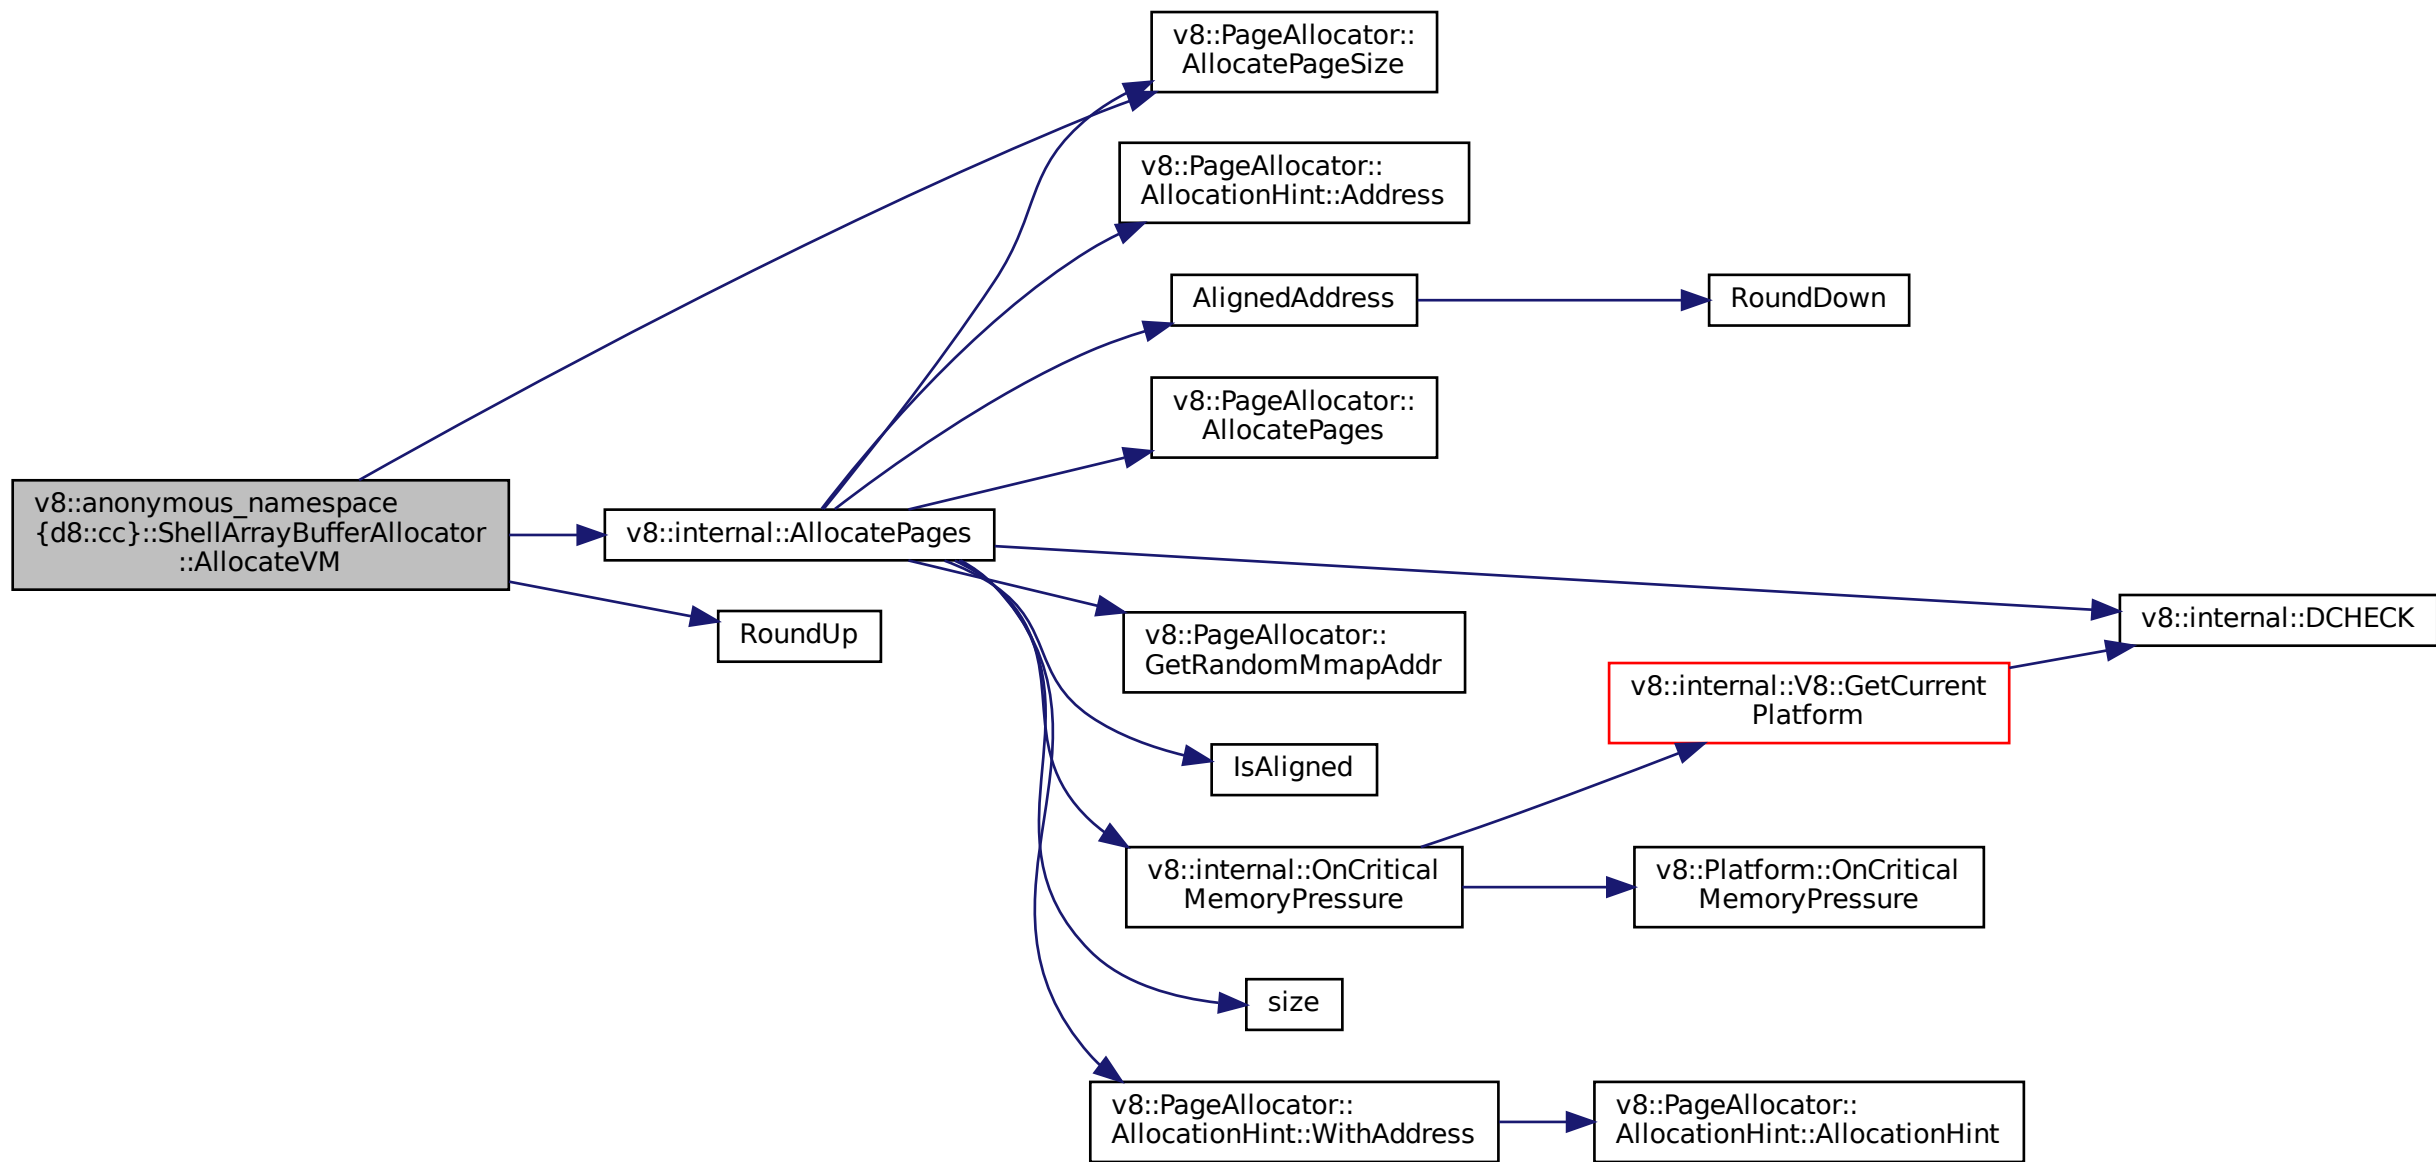 v8::PageAllocator::
AllocatePageSize
v8::PageAllocator::
AllocationHint::Address
AlignedAddress
RoundDown
v8::PageAllocator::
AllocatePages
v8::anonymous_namespace
{d8::cc}::ShellArrayBufferAllocator
::AllocateVM
v8::internal::AllocatePages
RoundUp
v8::PageAllocator::
GetRandomMmapAddr
v8::internal::DCHECK
v8::internal::V8::GetCurrent
Platform
IsAligned
v8::internal::OnCritical
MemoryPressure
v8::Platform::OnCritical
MemoryPressure
size
v8::PageAllocator::
AllocationHint::WithAddress
v8::PageAllocator::
AllocationHint::AllocationHint